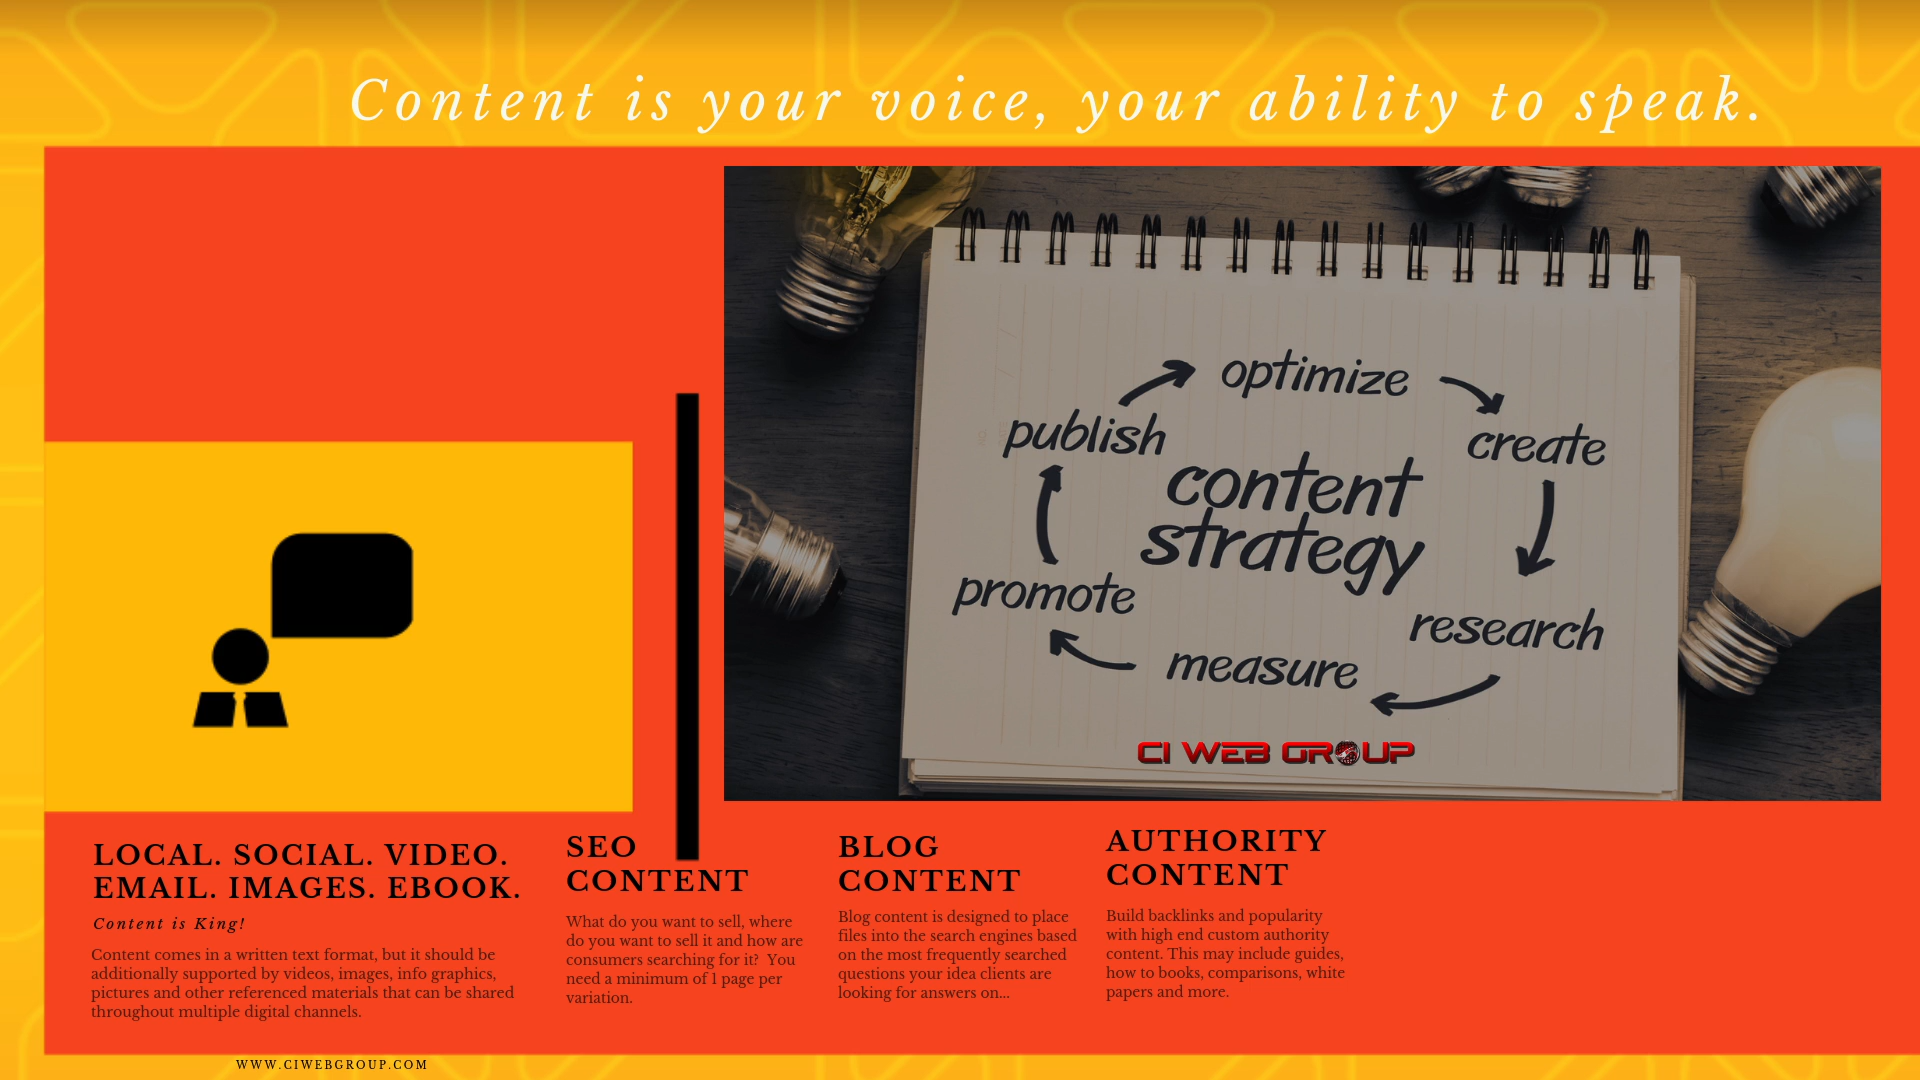 Content is your voice, your ability to speak.
optimize
publish
create
content
strategy
promote
research
measure
CI WEB GROUP
LOCAL. SOCIAL. VIDEO.
EMAIL. IMAGES. EBOOK.
Content is King!
Content comes in a written text format, but it should be
additionally supported by videos, images, info graphics,
pictures and other referenced materials that can be shared
throughout multiple digital channels.
SEO
CONTENT
What do you want to sell, where
do you want to sell it and how are
consumers searching for it?  You
need a minimum of 1 page per
variation.
BLOG
CONTENT
Blog content is designed to place
files into the search engines based
on the most frequently searched
questions your idea clients are
looking for answers on...
AUTHORITY
CONTENT
Build backlinks and popularity
with high end custom authority
content. This may include guides,
how to books, comparisons, white
papers and more.
WWW.CIWEBGROUP.COM